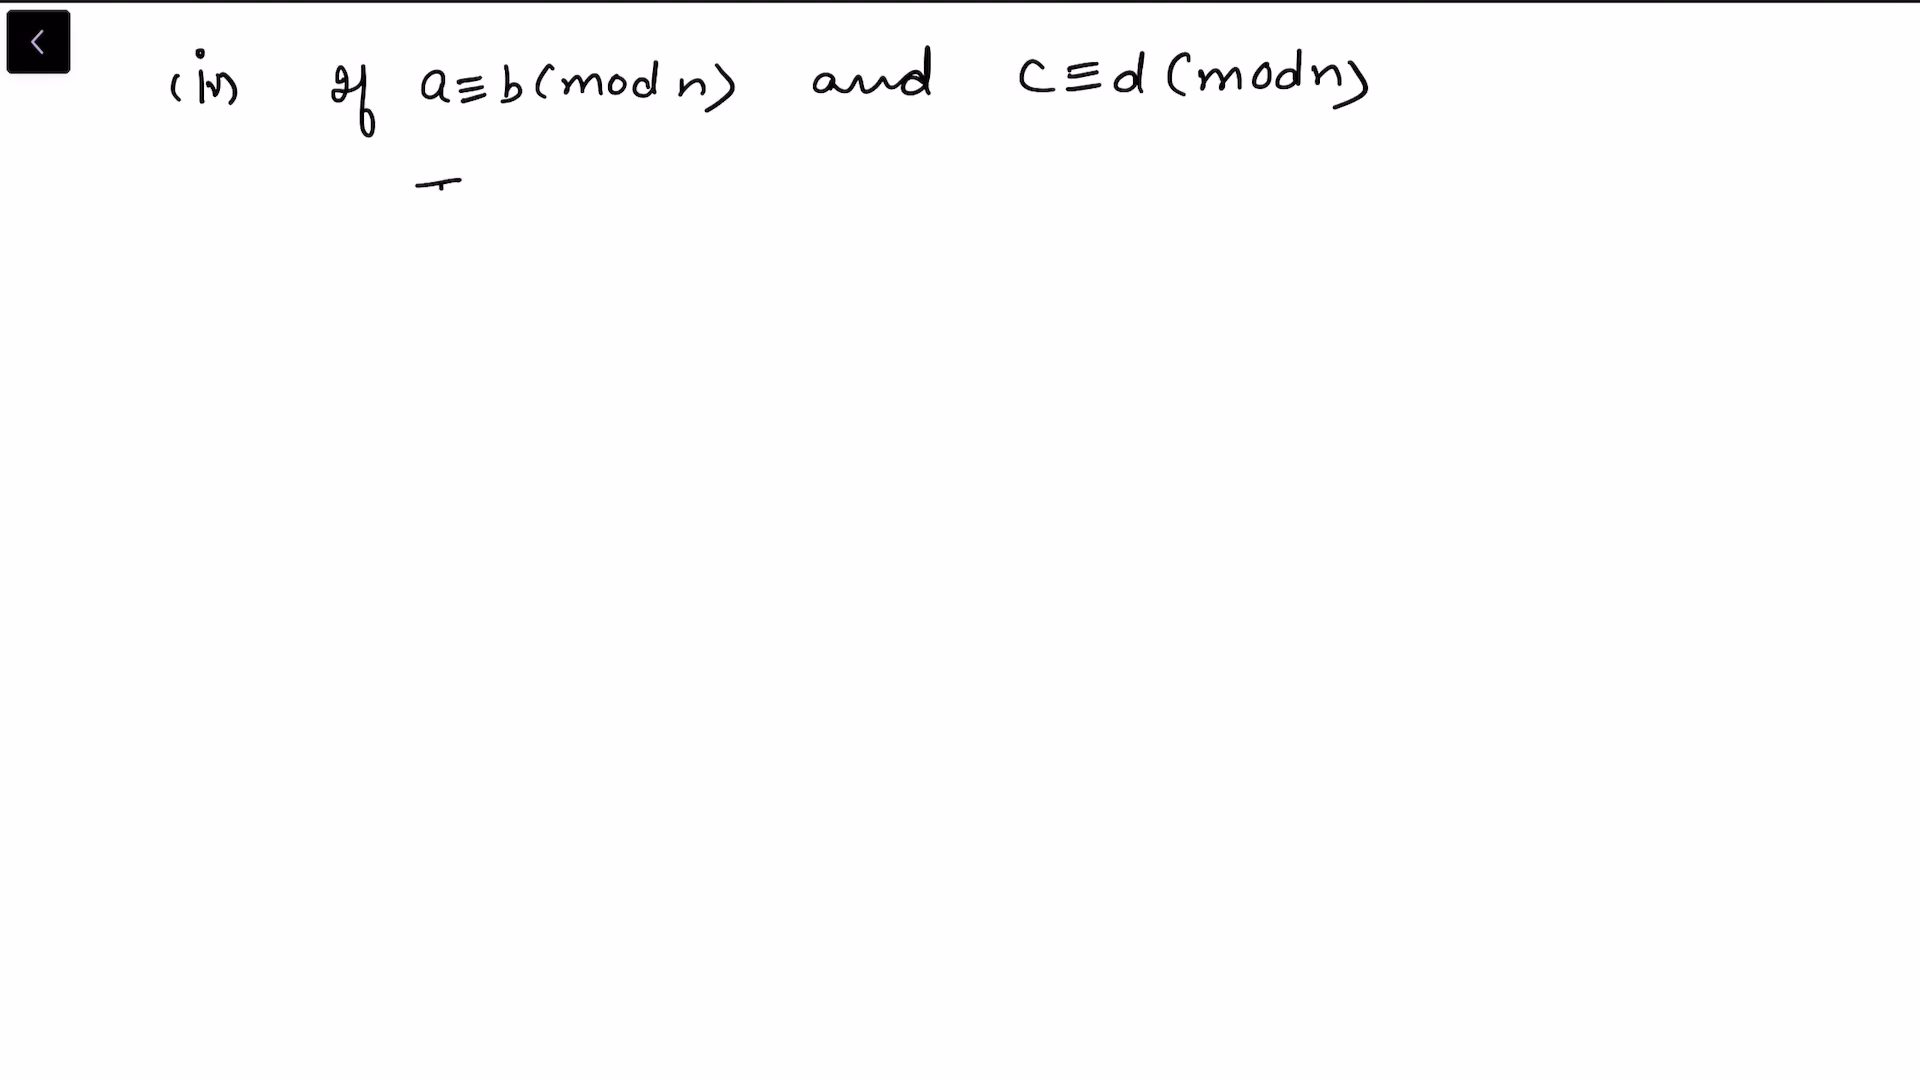 (iv) If a≡b(mod n) and c≡d (mod n)